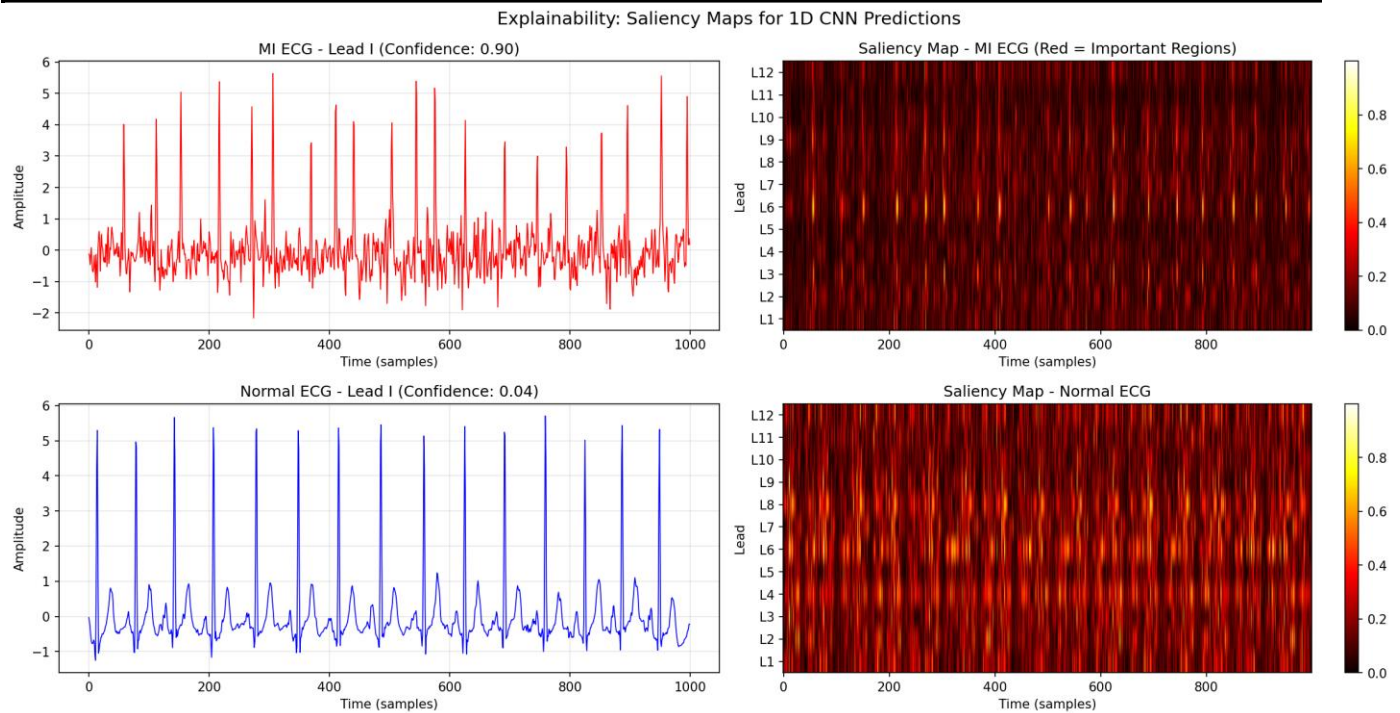 Explainability: Saliency Maps for 1D CNN Predictions
MI ECG - Lead I (Confidence: 0.90)
6
5
4
3
2
1
0
−1
−2
Amplitude
0 200 400 600 800 1000
Time (samples)
Saliency Map - MI ECG (Red = Important Regions)
L12
L11
L10
L9
L8
L7
L6
L5
L4
L3
L2
L1
Lead
0 200 400 600 800
Time (samples)
0.8
0.6
0.4
0.2
0.0
Normal ECG - Lead I (Confidence: 0.04)
6
5
4
3
2
1
0
−1
Amplitude
0 200 400 600 800 1000
Time (samples)
Saliency Map - Normal ECG
L12
L11
L10
L9
L8
L7
L6
L5
L4
L3
L2
L1
Lead
0 200 400 600 800
Time (samples)
0.8
0.6
0.4
0.2
0.0